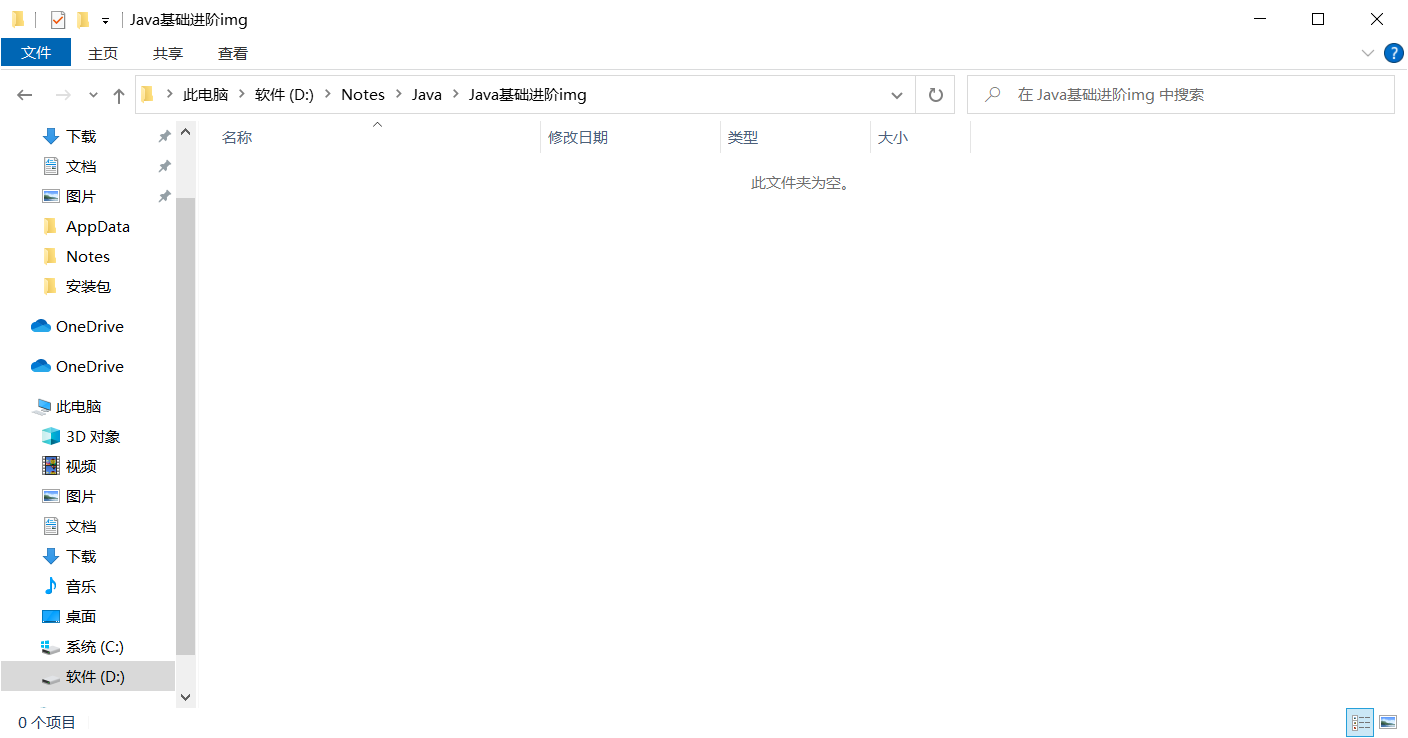 Java基础进阶img
文件 主页 共享 查看
此电脑 软件 (D:) Notes Java Java基础进阶img 在 Java基础进阶img 中搜索
名称 修改日期 类型 大小
此文件夹为空。
下载
文档
图片
AppData
Notes
安装包
OneDrive
OneDrive
此电脑
3D 对象
视频
图片
文档
下载
音乐
桌面
系统 (C:)
软件 (D:)
0 个项目